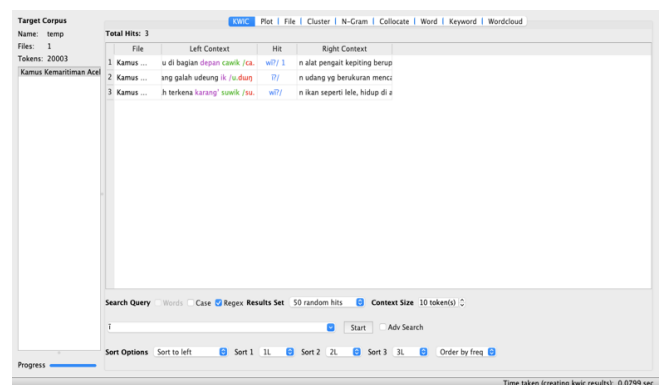 Target Corpus
Name: temp
Files: 1
Tokens: 20003
Kamus Kemaritiman Acel
Progress
KWIC Plot File Cluster N-Gram Collocate Word Keyword Wordcloud
Total Hits: 3
File Left Context Hit Right Context
1 Kamus ... u di bagian depan cawik /ca. wĩʔ/ 1 n alat pengait kepiting berup
2 Kamus ... ang galah udeung ik /u.duŋ ĩʔ/ n udang yg berukuran menca
3 Kamus ... h terkena karang’ suwik /su. wĩʔ/ n ikan seperti lele, hidup di a
Search Query Words Case Regex Results Set 50 random hits Context Size 10 token(s)
ĩ Start Adv Search
Sort Options Sort to left Sort 1 1L Sort 2 2L Sort 3 3L Order by freq
Time taken (creating kwic results): 0.0799 sec